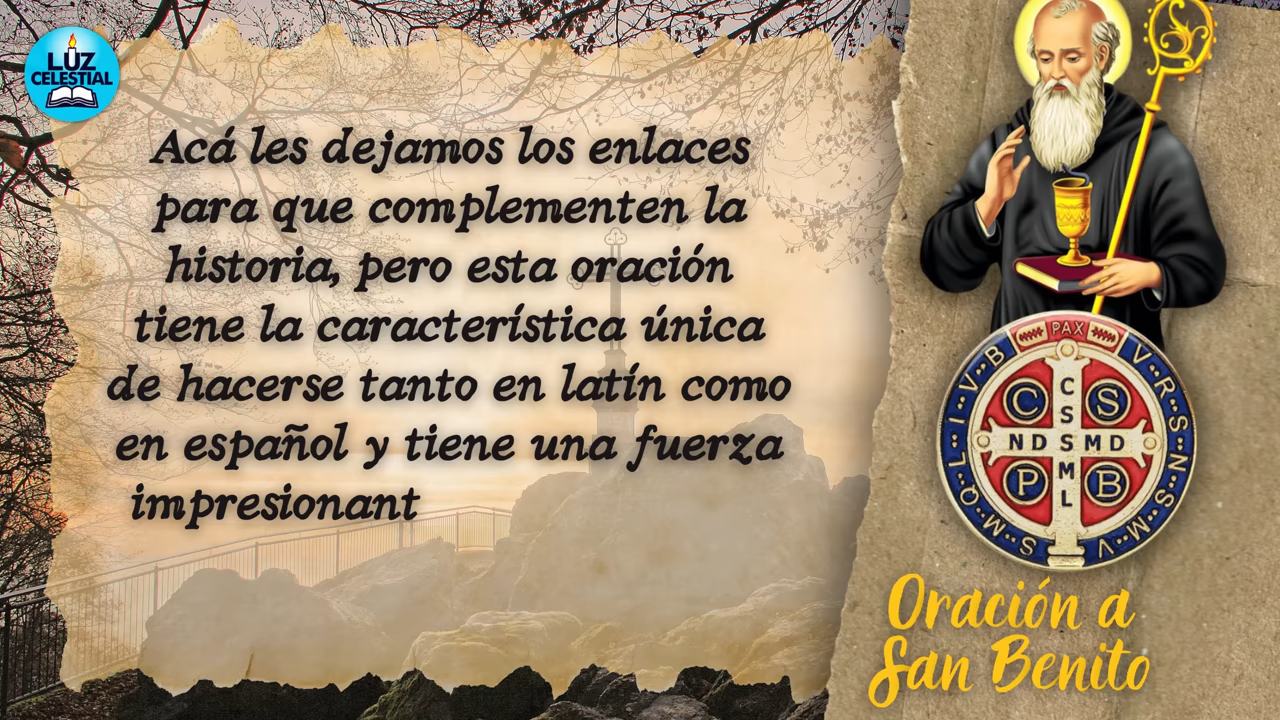 LUZ
CELESTIAL
Acá les dejamos los enlaces
para que complementen la
historia, pero esta oración
tiene la característica única
de hacerse tanto en latín como
en español y tiene una fuerza
impresionant
PAX
V·R·S·N·S·M·V
S·M·Q·L·I·V·B
C S
C
S
S
M
L
N D S M D
P B
Oración a
San Benito